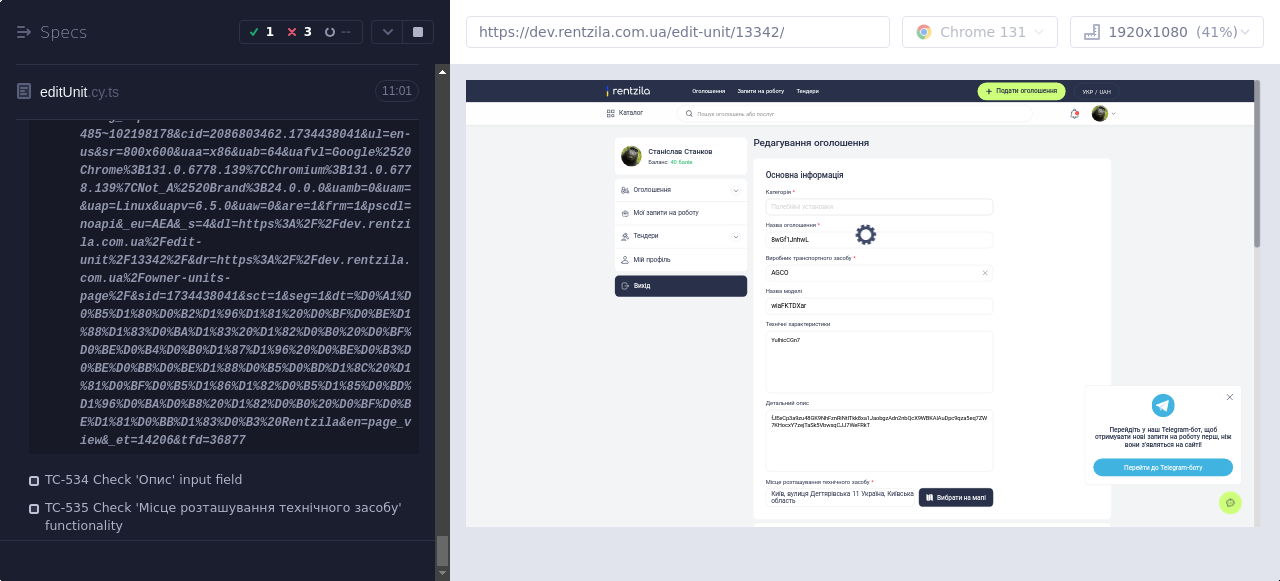 Specs
1
3
--
https://dev.rentzila.com.ua/edit-unit/13342/
Chrome 131
1920x1080 (41%)
editUnit.cy.ts
11:01
485~102198178&cid=2086803462.1734438041&ul=en-
us&sr=800x600&uaa=x86&uab=64&uafvl=Google%2520
Chrome%3B131.0.6778.139%7CChromium%3B131.0.677
8.139%7CNot_A%2520Brand%3B24.0.0.0&uamb=0&uam=
&uap=Linux&uapv=6.5.0&uaw=0&are=1&frm=1&pscdl=
noapi&_eu=AEA&_s=4&dl=https%3A%2F%2Fdev.rentzi
la.com.ua%2Fedit-
unit%2F13342%2F&dr=https%3A%2F%2Fdev.rentzila.
com.ua%2Fowner-units-
page%2F&sid=1734438041&sct=1&seg=1&dt=%D0%A1%D
0%B5%D1%80%D0%B2%D1%96%D1%81%20%D0%BF%D0%BE%D1
%88%D1%83%D0%BA%D1%83%20%D1%82%D0%B0%20%D0%BF%
D0%BE%D0%B4%D0%B0%D1%87%D1%96%20%D0%BE%D0%B3%D
0%BE%D0%BB%D0%BE%D1%88%D0%B5%D0%BD%D1%8C%20%D1
%81%D0%BF%D0%B5%D1%86%D1%82%D0%B5%D1%85%D0%BD%
D1%96%D0%BA%D0%B8%20%D1%82%D0%B0%20%D0%BF%D0%B
E%D1%81%D0%BB%D1%83%D0%B3%20Rentzila&en=page_v
iew&_et=14206&tfd=36877
TC-534 Check 'Опис' input field
TC-535 Check 'Місце розташування технічного засобу'
functionality
rentzila
Оголошення
Запити на роботу
Тендери
+ Подати оголошення
УКР / UAH
Каталог
Пошук оголошень або послуг
Станіслав Станков
Баланс: 40 балів
Оголошення
Мої запити на роботу
Тендери
Мій профіль
Вихід
Редагування оголошення
Основна інформація
Категорія *
Палебійні установки
Назва оголошення *
8wGf1JnhwL
Виробник транспортного засобу *
AGCO
Назва моделі
wiaFKTDXar
Технічні характеристики
YulhicCGn7
Детальний опис
Місце розташування технічного засобу *
Київ, вулиця Дегтярівська 11 Україна, Київська
область
Вибрати на мапі
Перейдіть у наш Telegram-бот, щоб
отримувати нові запити на роботу перш, ніж
вони з'являться на сайті!
Перейти до Telegram-боту